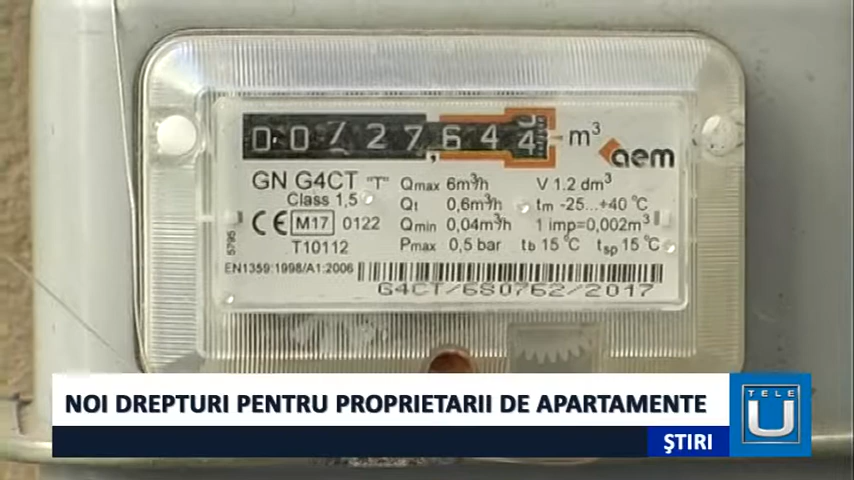 00727,644 m³
aem
GN G4CT "T" Qmax 6m³/h V 1.2 dm³
Class 1,5 Qt 0,6m³/h tm -25...+40 °C
CE M17 0122 Qmin 0,04m³/h 1 imp=0,002m³
T10112 Pmax 0,5 bar tb 15 °C tsp 15 °C
5795
EN1359:1998/A1:2006
G4CT/680762/2017
NOI DREPTURI PENTRU PROPRIETARII DE APARTAMENTE
ŞTIRI
TELE
U